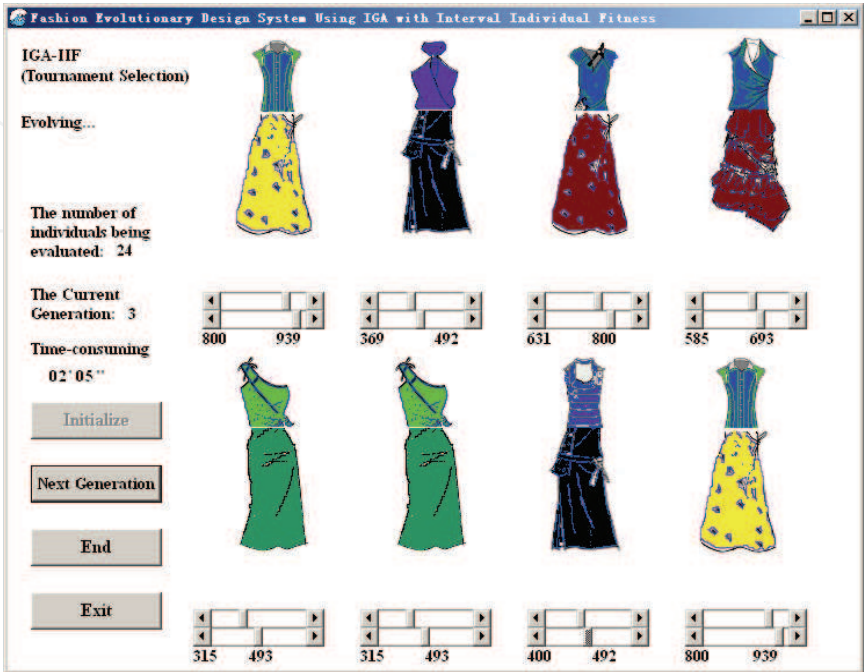 Fashion Evolutionary Design System Using IGA with Interval Individual Fitness
IGA-IIF
(Tournament Selection)
Evolving...
The number of
individuals being
evaluated: 24
The Current
Generation: 3
Time-consuming
02'05"
Initialize
Next Generation
End
Exit
800 939
369 492
631 800
585 693
315 493
315 493
400 492
800 939